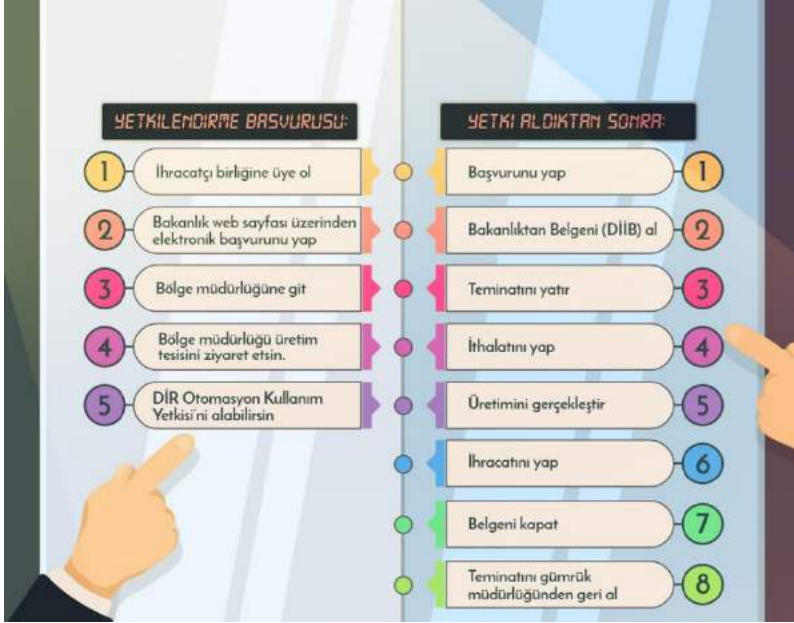 YETKILENDIRME BASVURUSU:
1
İhracatçı birliğine üye ol
2
Bakanlık web sayfası üzerinden
elektronik başvurunu yap
3
Bölge müdürlüğüne git
4
Bölge müdürlüğü üretim
tesisini ziyaret etsin.
5
DİR Otomasyon Kullanım
Yetkisi'ni alabilirsin
YETKI ALDIKTAN SONRA:
Başvurunu yap
1
Bakanlıktan Belgeni (DİİB) al
2
Teminatını yatır
3
İthalatını yap
4
Üretimini gerçekleştir
5
İhracatını yap
6
Belgeni kapat
7
Teminatını gümrük
müdürlüğünden geri al
8